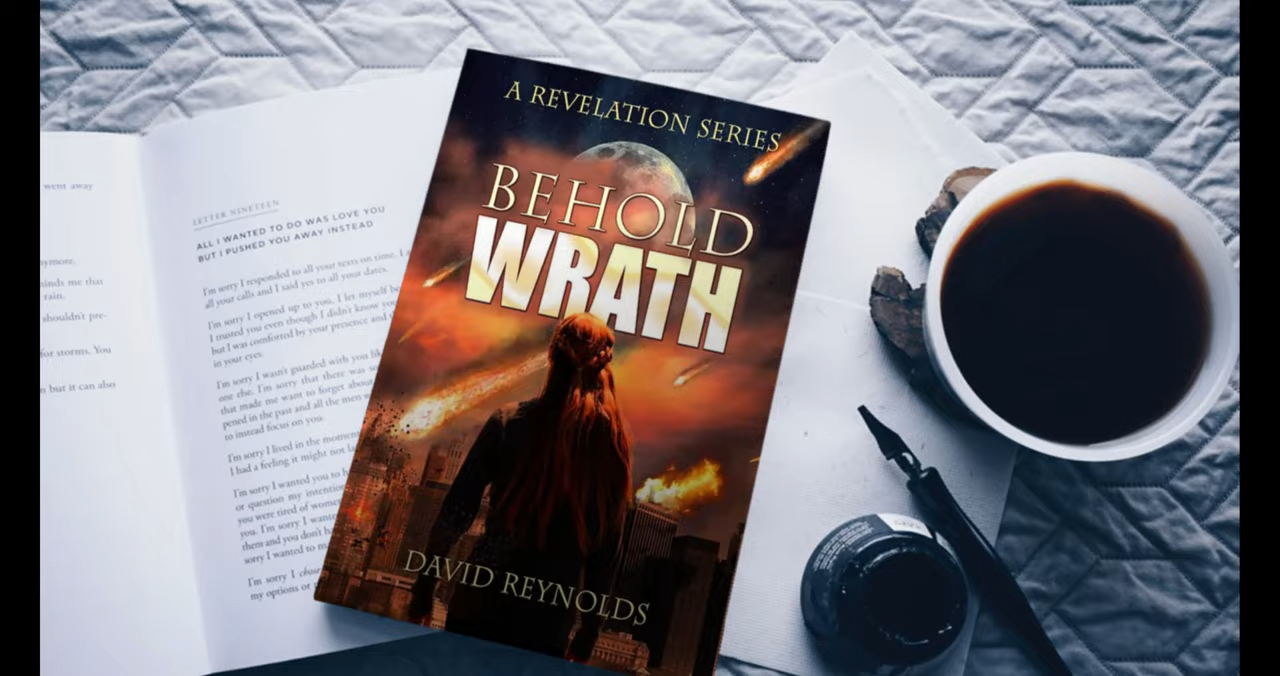 A REVELATION SERIES
BEHOLD
WRATH
DAVID REYNOLDS
went away
nymore.
rain.
shouldn't pre-
for storms. You
n but it can also
LETTER NINETEEN
ALL I WANTED TO DO WAS LOVE YOU
BUT I PUSHED YOU AWAY INSTEAD
I'm sorry I responded to all your texts on time. I
all your calls and I said yes to all your dates.
I'm sorry I opened up to you, I let myself be
I trusted you even though I didn't know you
but I was comforted by your presence and
in your eyes.
I'm sorry I wasn't guarded with you
one else. I'm sorry that there was
that made me want to forget about
pened in the past and all the men
to instead focus on you.
I'm sorry I lived in the moment
I had a feeling it might not
I'm sorry I wanted you to
or question my intention
you were tired of
you. I'm sorry I
them and you don't
sorry I wanted to
I'm sorry I chose
my options or